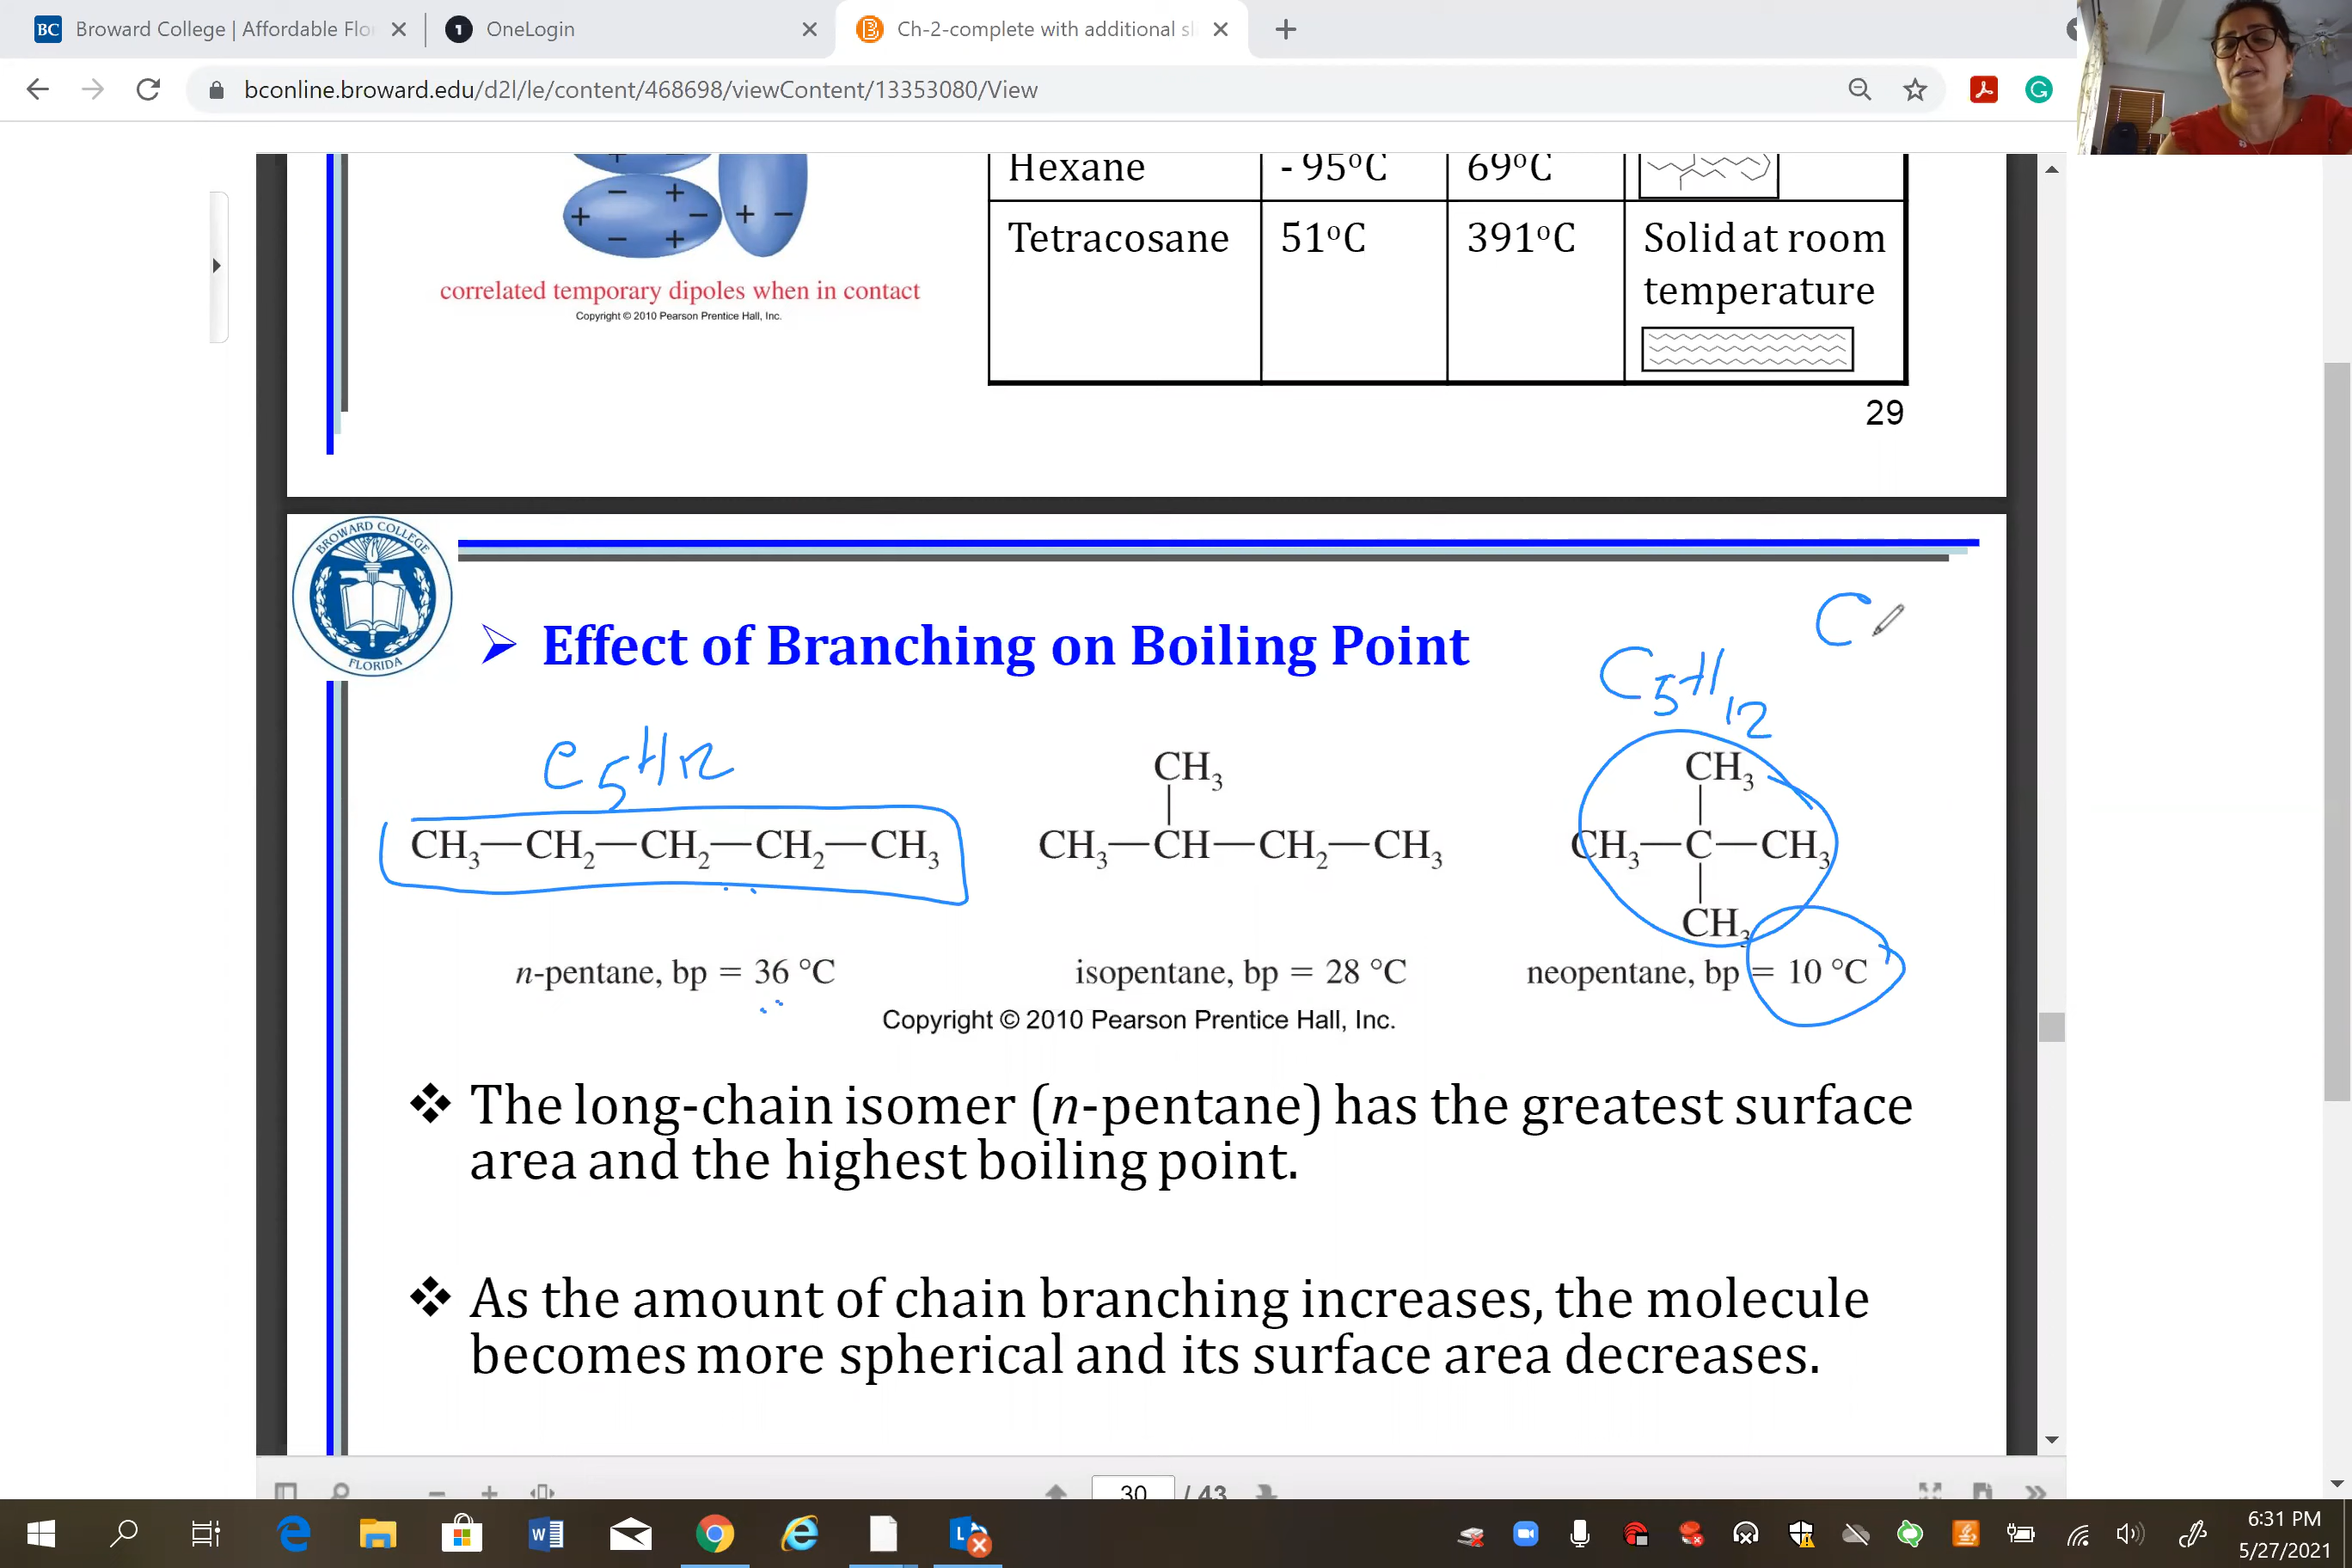 BC Broward College | Affordable Flo
OneLogin
Ch-2-complete with additional sl
bconline.broward.edu/d2l/le/content/468698/viewContent/13353080/View
+
− +
+ − + −
− +
correlated temporary dipoles when in contact
Copyright © 2010 Pearson Prentice Hall, Inc.
Hexane - 95°C 69°C
Tetracosane 51°C 391°C Solid at room
temperature
29
BROWARD COLLEGE
FLORIDA
➢ Effect of Branching on Boiling Point
C
C5H12
C5H12
CH3 CH3
CH3—CH2—CH2—CH2—CH3 CH3—CH—CH2—CH3 CH3—C—CH3
CH3
n-pentane, bp = 36 °C isopentane, bp = 28 °C neopentane, bp = 10 °C
Copyright © 2010 Pearson Prentice Hall, Inc.
❖ The long-chain isomer (n-pentane) has the greatest surface
area and the highest boiling point.
❖ As the amount of chain branching increases, the molecule
becomes more spherical and its surface area decreases.
30 / 43
6:31 PM
5/27/2021